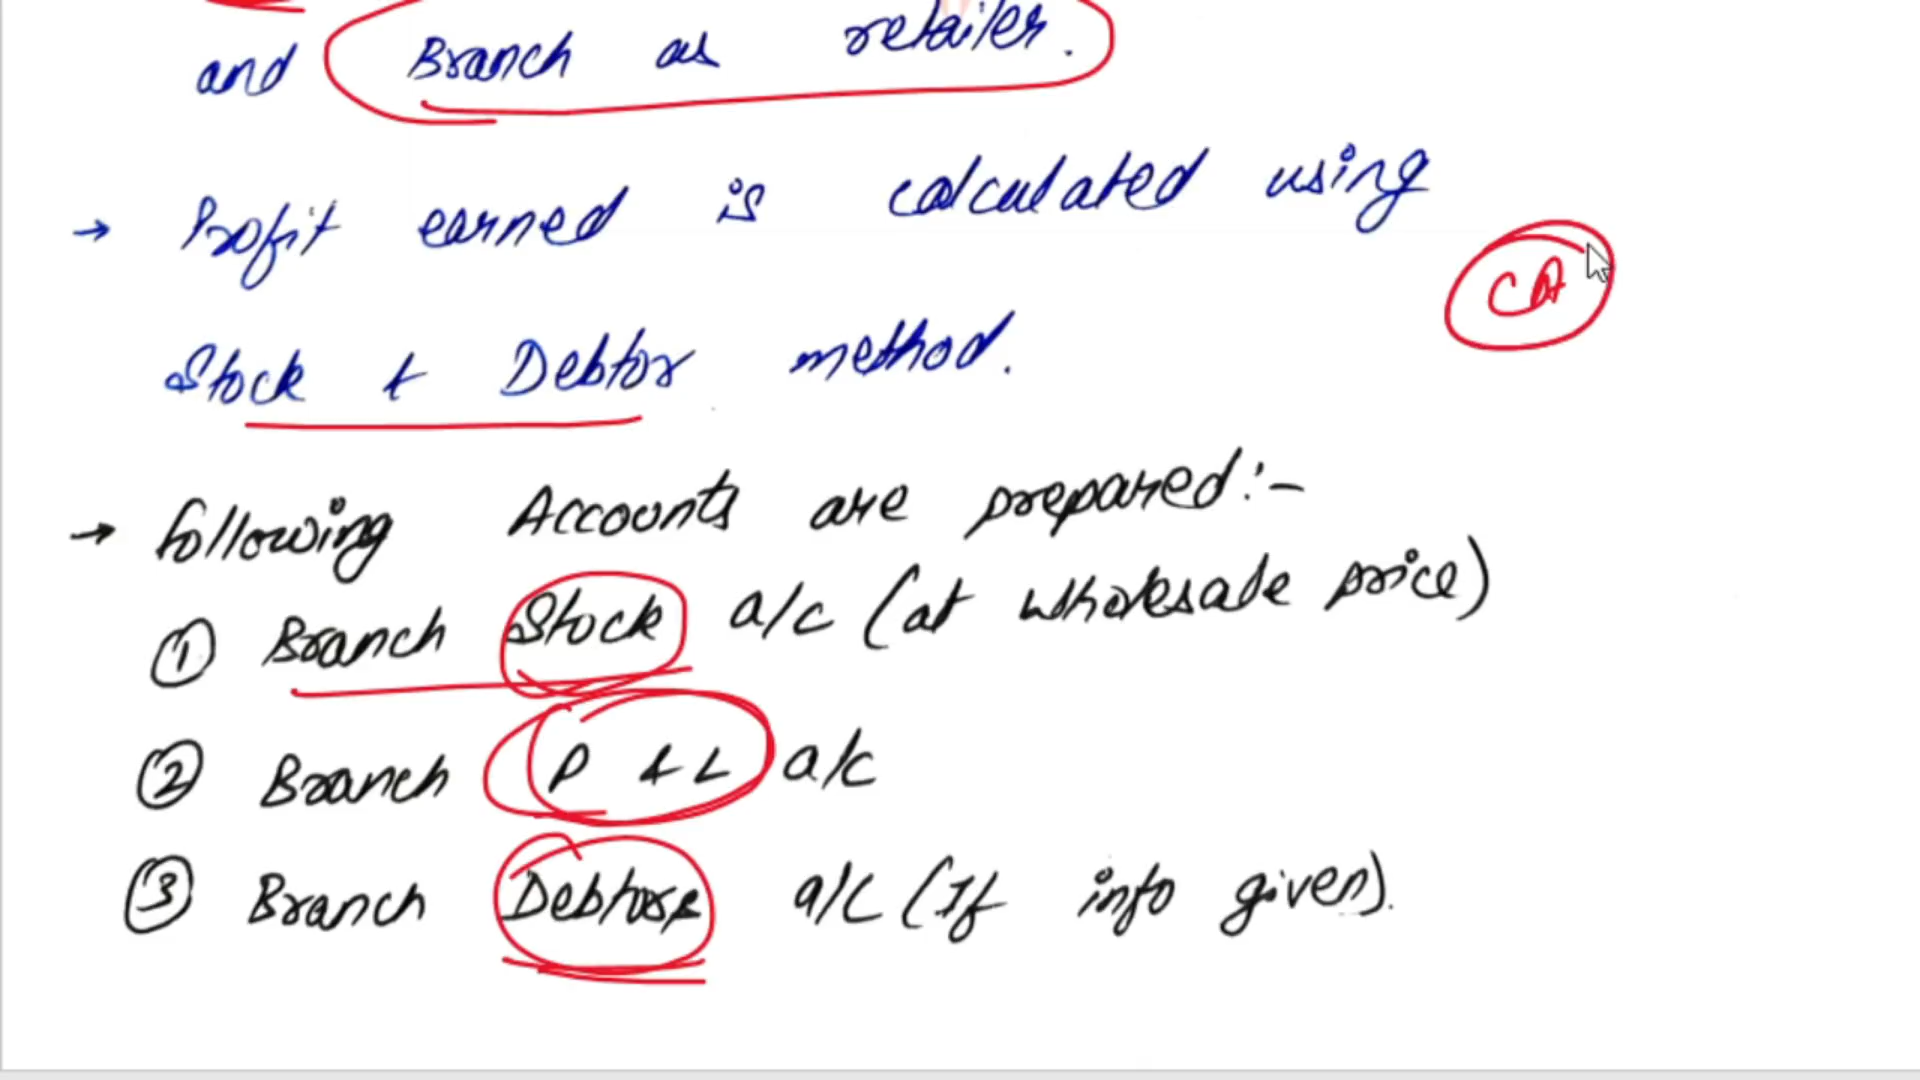 and Branch as retailer.
→ Profit earned is calculated using
CA
Stock & Debtor method.
→ following Accounts are prepared:-
① Branch Stock a/c (at wholesale price)
② Branch P & L a/c
③ Branch Debtors a/c (If info given).